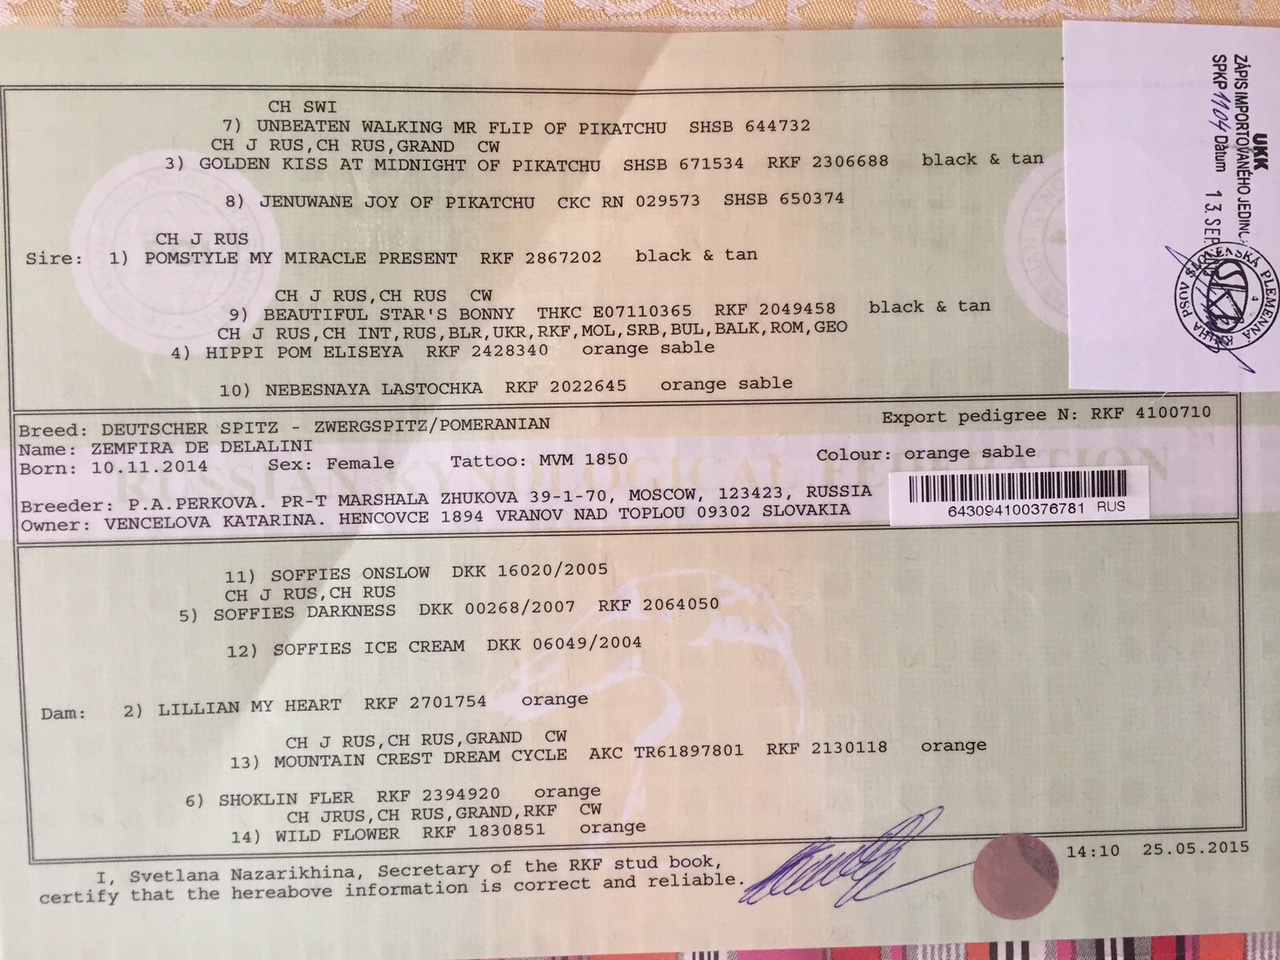 CH SWI
7) UNBEATEN WALKING MR FLIP OF PIKATCHU SHSB 644732
CH J RUS,CH RUS,GRAND CW
3) GOLDEN KISS AT MIDNIGHT OF PIKATCHU SHSB 671534 RKF 2306688 black & tan
8) JENUWANE JOY OF PIKATCHU CKC RN 029573 SHSB 650374
CH J RUS
Sire: 1) POMSTYLE MY MIRACLE PRESENT RKF 2867202 black & tan
CH J RUS,CH RUS CW
9) BEAUTIFUL STAR'S BONNY THKC E07110365 RKF 2049458 black & tan
CH J RUS,CH INT,RUS,BLR,UKR,RKF,MOL,SRB,BUL,BALK,ROM,GEO
4) HIPPI POM ELISEYA RKF 2428340 orange sable
10) NEBESNAYA LASTOCHKA RKF 2022645 orange sable
UKK
ZÁPIS IMPORTOVANÉHO
SPKP 1104 Dátum 13. SEP
SLOVENSKÁ PLEMENNÁ KNIHA PSOV
Export pedigree N: RKF 4100710
Breed: DEUTSCHER SPITZ - ZWERGSPITZ/POMERANIAN
Name: ZEMFIRA DE DELALINI
Born: 10.11.2014 Sex: Female Tattoo: MVM 1850 Colour: orange sable
RUSSIAN KYNOLOGICAL FEDERATION
Breeder: P.A.PERKOVA. PR-T MARSHALA ZHUKOVA 39-1-70, MOSCOW, 123423, RUSSIA
Owner: VENCELOVA KATARINA. HENCOVCE 1894 VRANOV NAD TOPLOU 09302 SLOVAKIA
643094100376781 RUS
11) SOFFIES ONSLOW DKK 16020/2005
CH J RUS,CH RUS
5) SOFFIES DARKNESS DKK 00268/2007 RKF 2064050
12) SOFFIES ICE CREAM DKK 06049/2004
Dam: 2) LILLIAN MY HEART RKF 2701754 orange
CH J RUS,CH RUS,GRAND CW
13) MOUNTAIN CREST DREAM CYCLE AKC TR61897801 RKF 2130118 orange
6) SHOKLIN FLER RKF 2394920 orange
CH JRUS,CH RUS,GRAND,RKF CW
14) WILD FLOWER RKF 1830851 orange
I, Svetlana Nazarikhina, Secretary of the RKF stud book,
certify that the hereabove information is correct and reliable.
14:10 25.05.2015